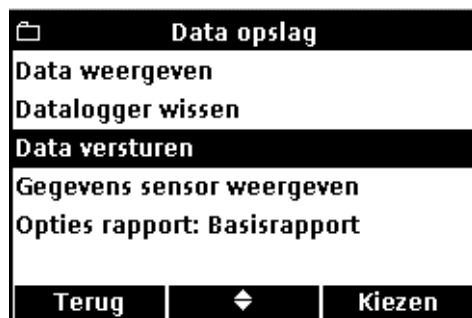 Data opslag
Data weergeven
Datalogger wissen
Data versturen
Gegevens sensor weergeven
Opties rapport: Basisrapport
Terug Kiezen